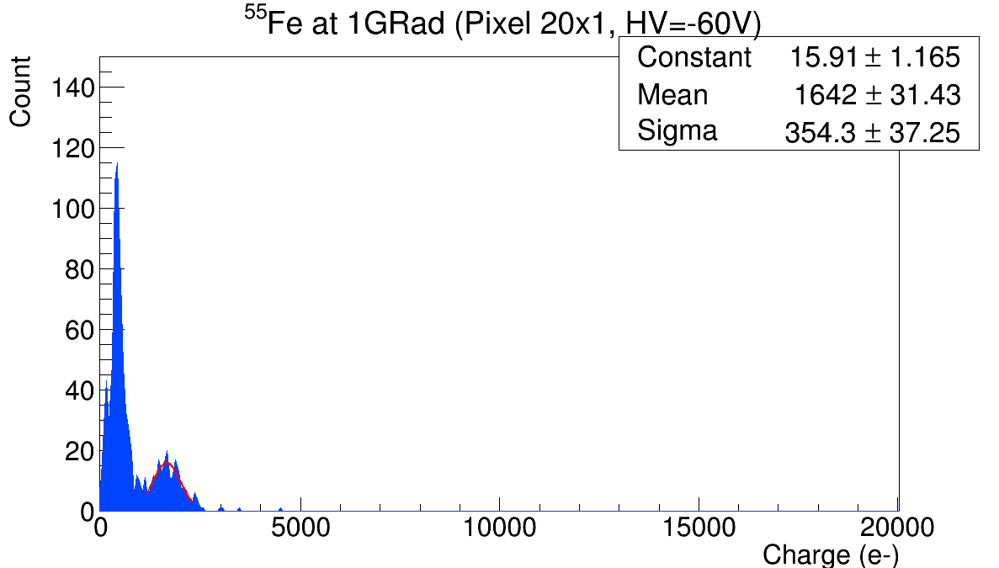 ⁵⁵Fe at 1GRad (Pixel 20x1, HV=-60V)
Constant 15.91 ± 1.165
Mean 1642 ± 31.43
Sigma 354.3 ± 37.25
Count
140
120
100
80
60
40
20
0
0 5000 10000 15000 20000
Charge (e-)